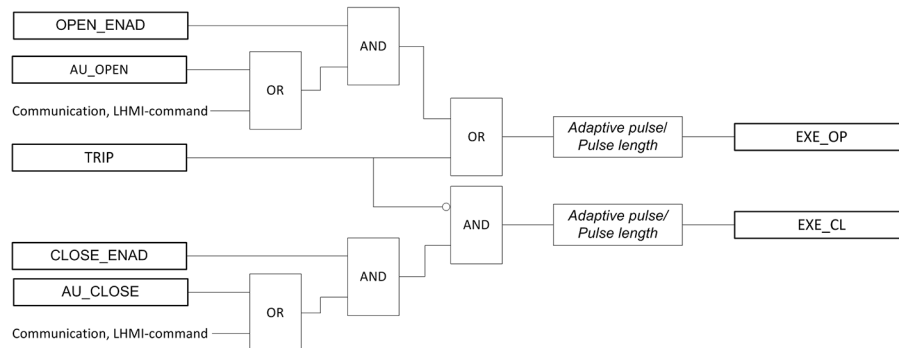 OPEN_ENAD
AND
AU_OPEN
OR
Communication, LHMI-command
OR
Adaptive pulse/
Pulse length
EXE_OP
TRIP
AND
Adaptive pulse/
Pulse length
EXE_CL
CLOSE_ENAD
AND
AU_CLOSE
OR
Communication, LHMI-command